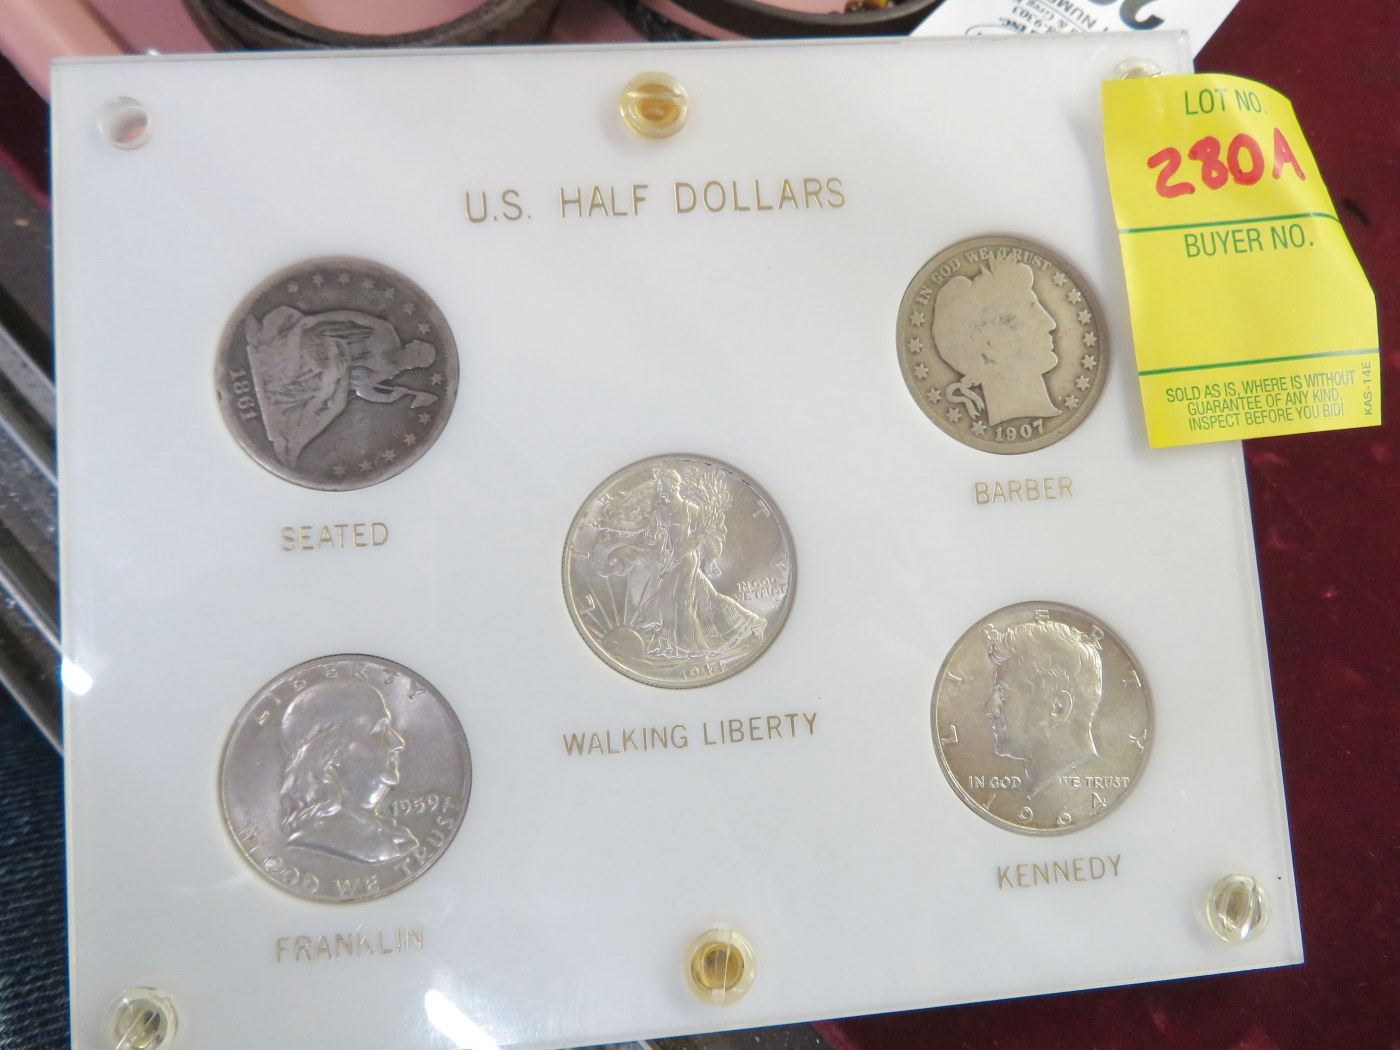 U.S. HALF DOLLARS
LOT NO.
280A
BUYER NO.
SOLD AS IS, WHERE IS WITHOUT
GUARANTEE OF ANY KIND.
INSPECT BEFORE YOU BID!
KAS-14E
1861
SEATED
IN GOD WE TRUST
1907
BARBER
IN GOD
WE TRUST
WALKING LIBERTY
LIBERTY
1959
IN GOD WE TRUST
FRANKLIN
LIBERTY
IN GOD WE TRUST
1964
KENNEDY